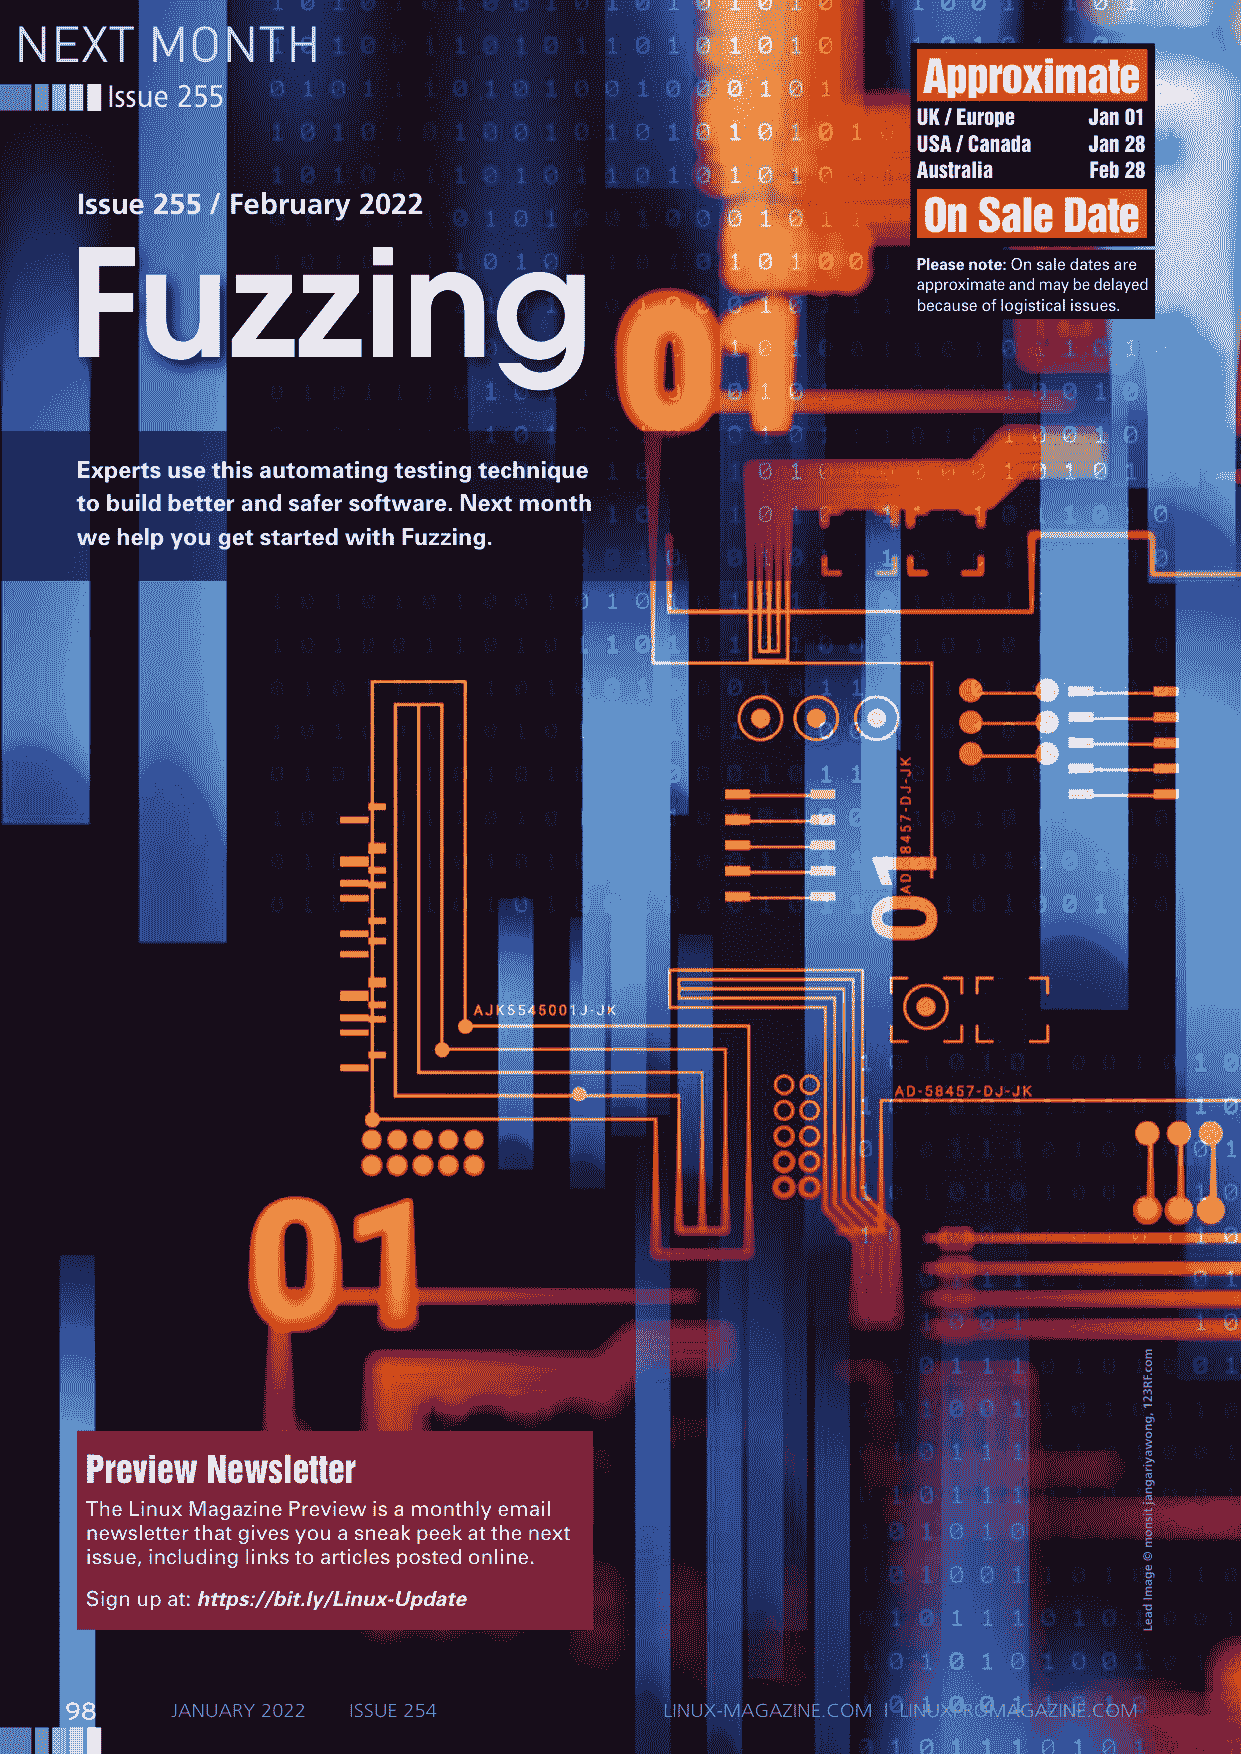 NEXT MONTH
Issue 255
Approximate
UK / Europe Jan 01
USA / Canada Jan 28
Australia Feb 28
On Sale Date
Please note: On sale dates are
approximate and may be delayed
because of logistical issues.
Issue 255 / February 2022
Fuzzing
Experts use this automating testing technique
to build better and safer software. Next month
we help you get started with Fuzzing.
01
AD-58457-DJ-JK
01
AJK5545001J-JK
AD-58457-DJ-JK
01
Preview Newsletter
The Linux Magazine Preview is a monthly email
newsletter that gives you a sneak peek at the next
issue, including links to articles posted online.
Sign up at: https://bit.ly/Linux-Update
Lead Image © monsit jangariyawong, 123RF.com
98 JANUARY 2022 ISSUE 254 LINUX-MAGAZINE.COM | LINUXPROMAGAZINE.COM